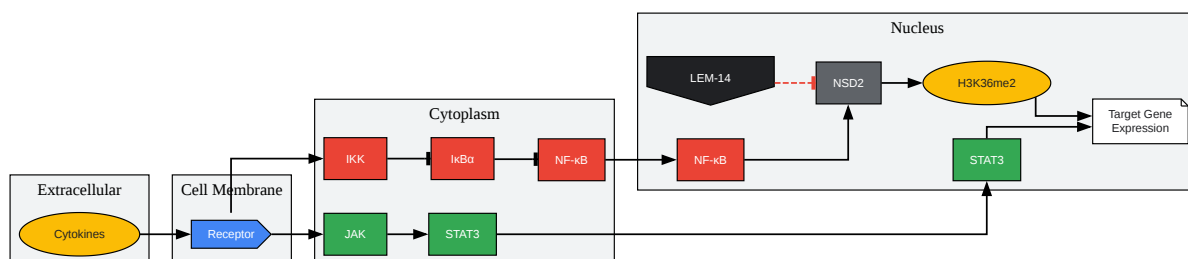 Nucleus
LEM-14
NSD2
H3K36me2
Target Gene
Expression
Cytoplasm
IKK
IκBα
NF-κB
NF-κB
STAT3
Extracellular
Cell Membrane
Cytokines
Receptor
JAK
STAT3